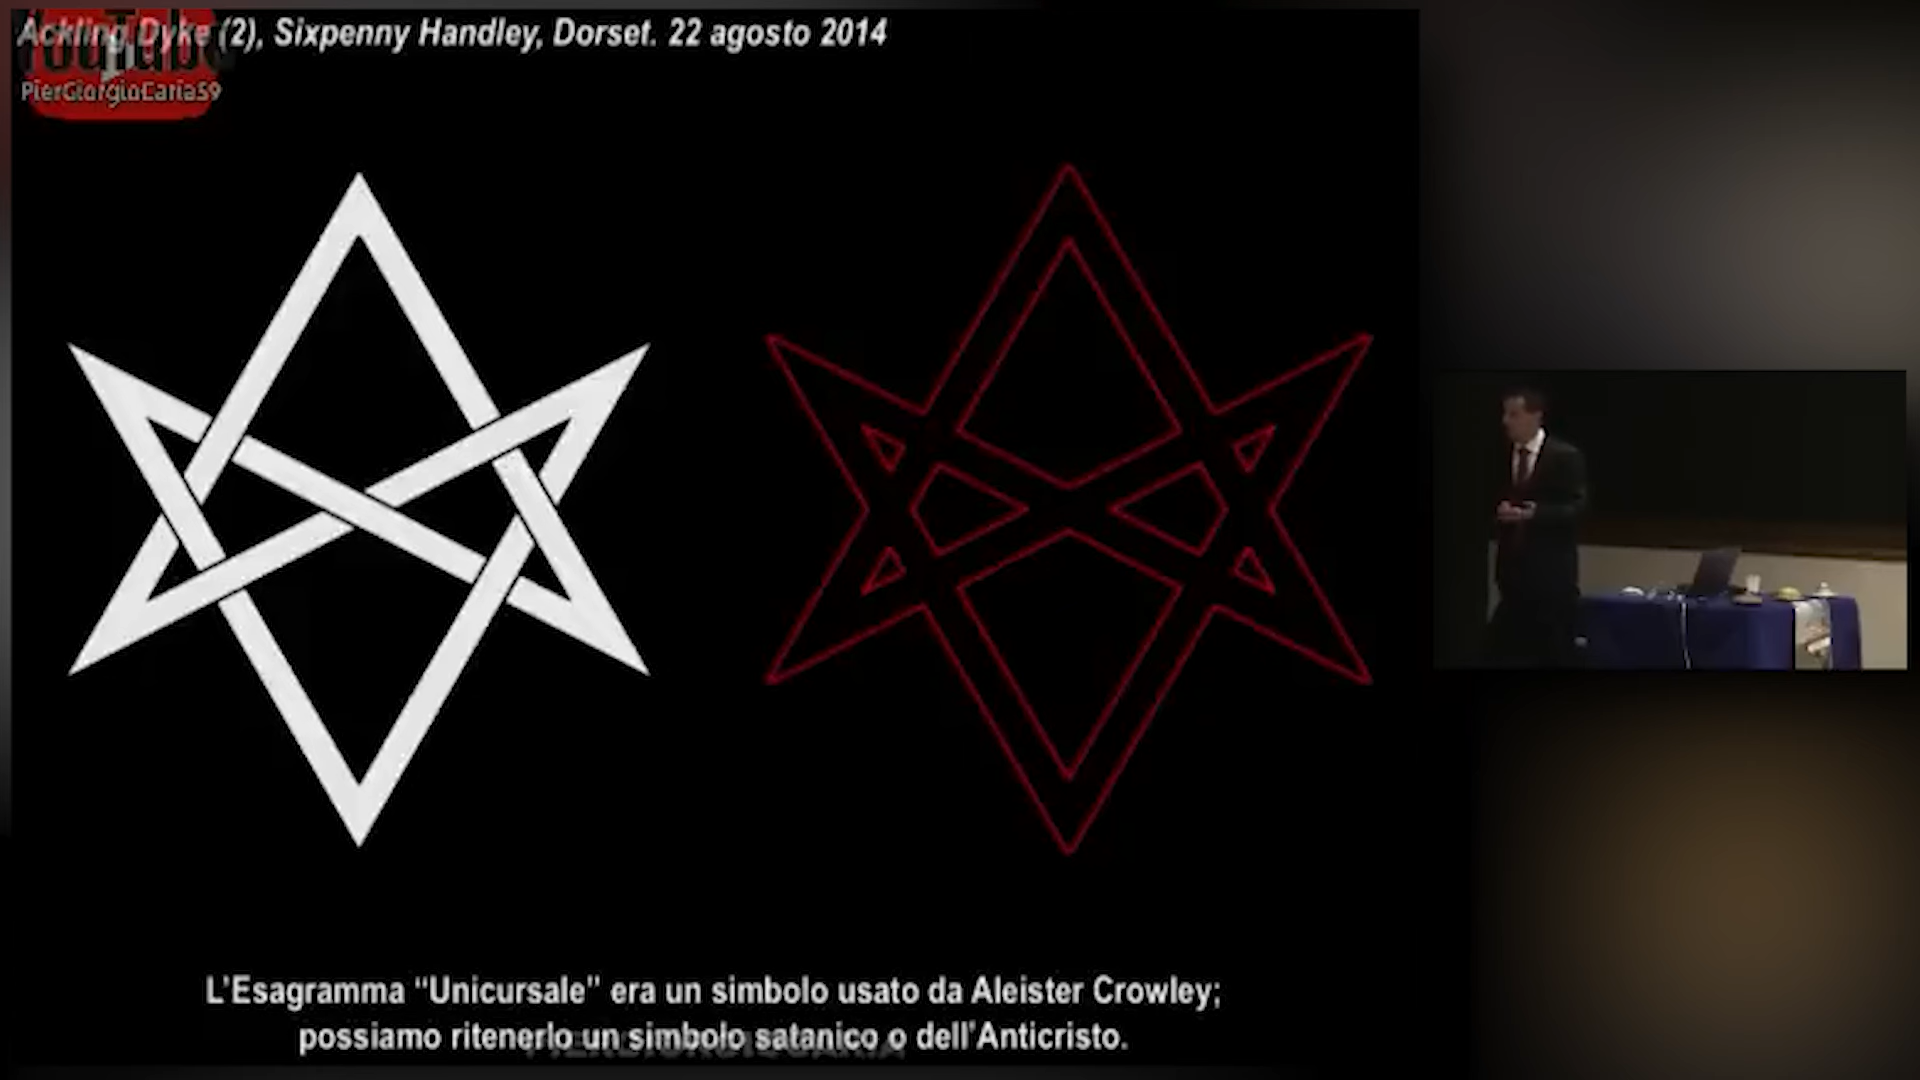 Ackling Dyke (2), Sixpenny Handley, Dorset. 22 agosto 2014
YouTube
PierGiorgioCaria59
L'Esagramma “Unicursale” era un simbolo usato da Aleister Crowley;
possiamo ritenerlo un simbolo satanico o dell'Anticristo.